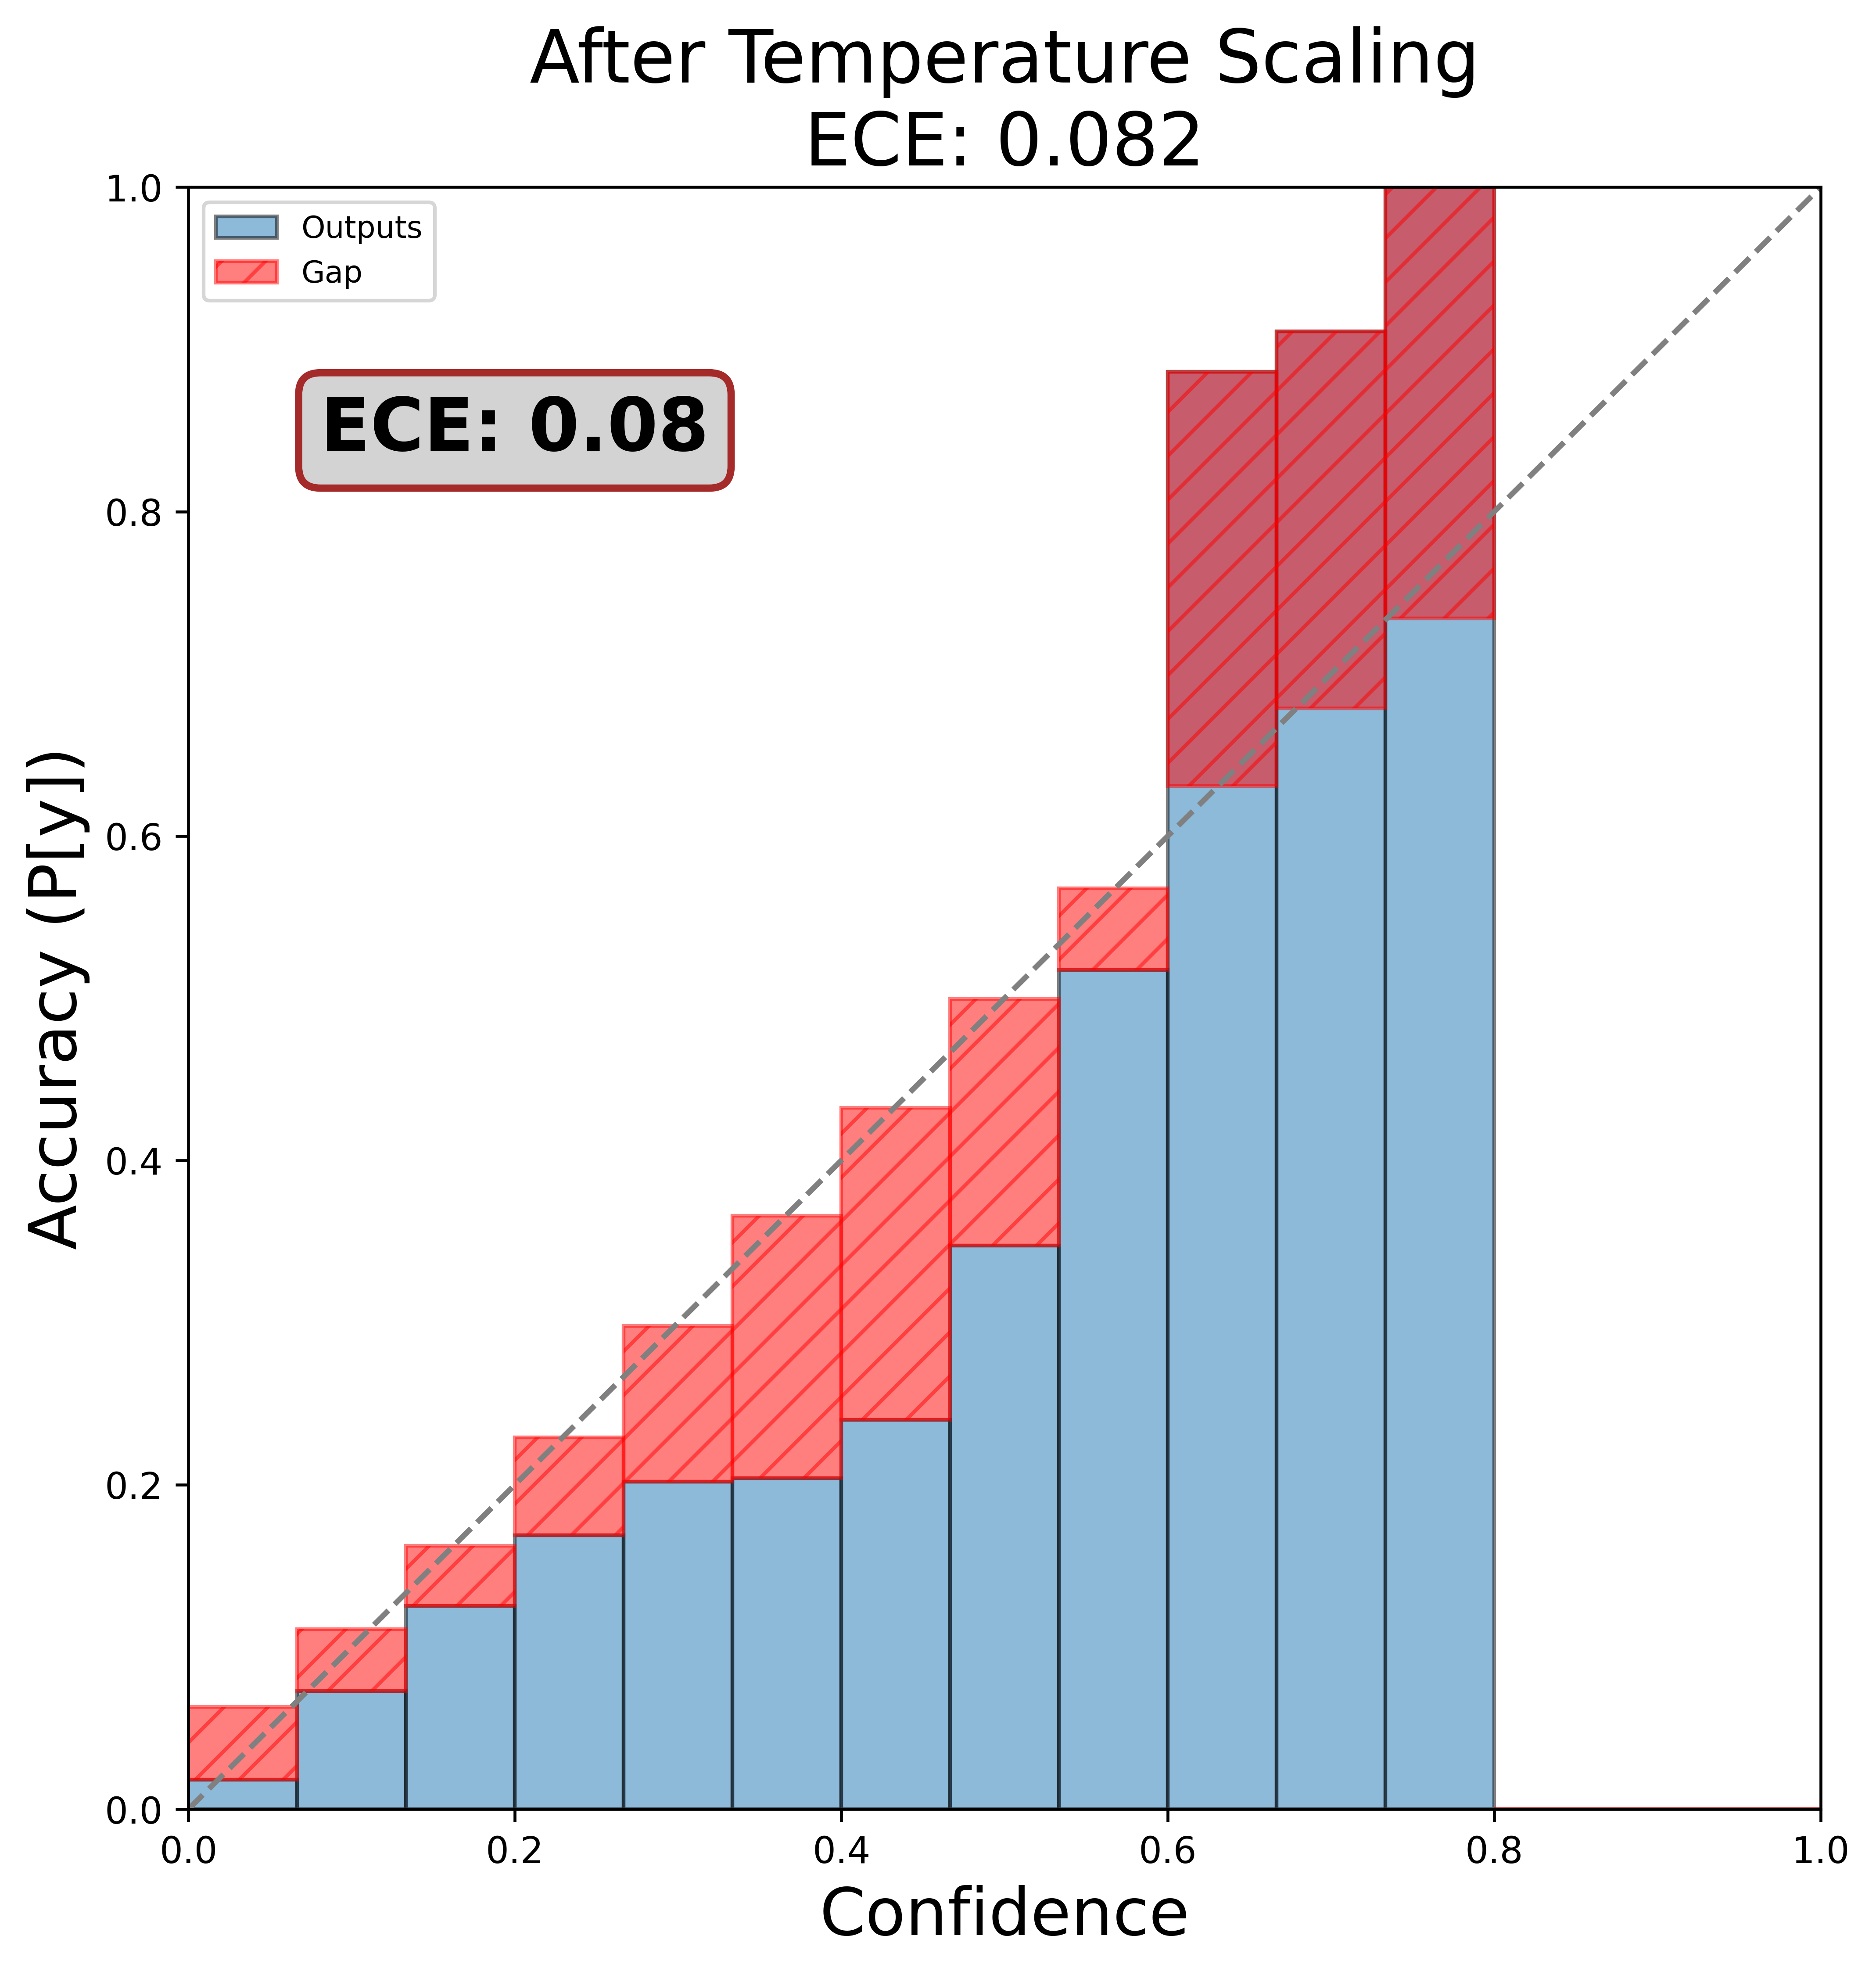 After Temperature Scaling
ECE: 0.082
1.0
Outputs
Gap
ECE: 0.08
0.8
0.6
0.4
0.2
0.0
Accuracy (P[y])
0.0 0.2 0.4 0.6 0.8 1.0
Confidence